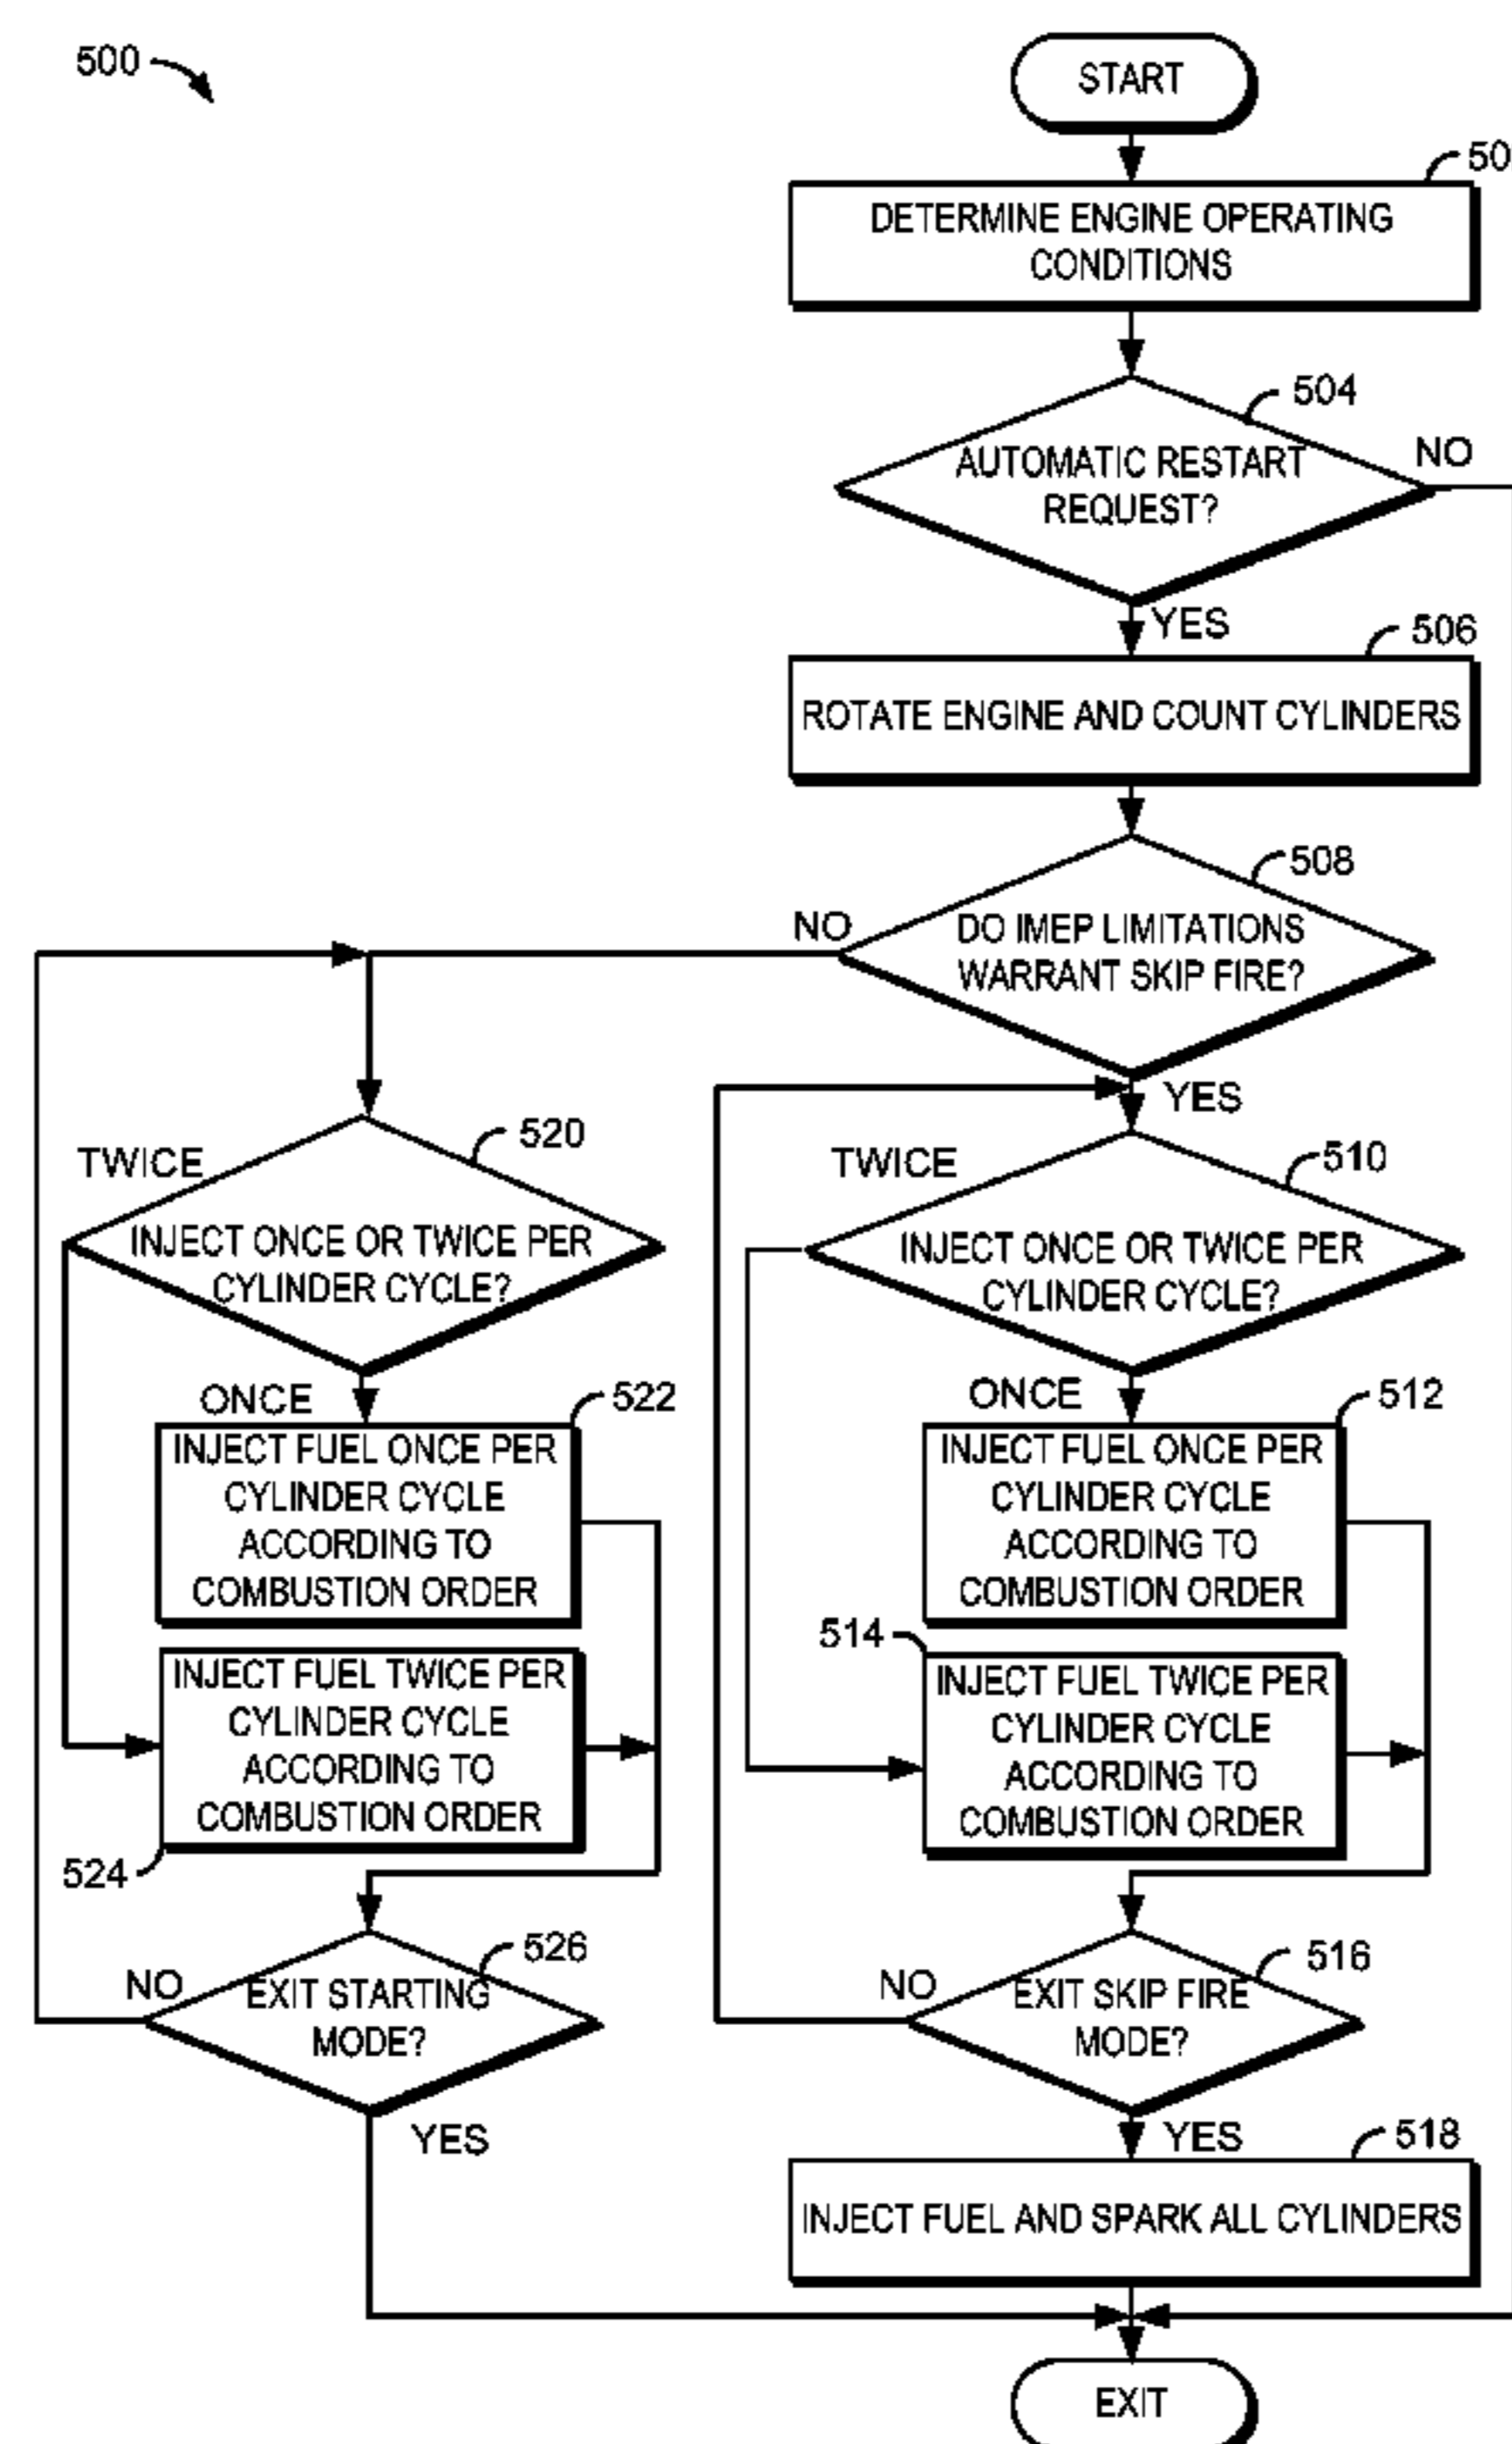 500
START
50
DETERMINE ENGINE OPERATING
CONDITIONS
504
AUTOMATIC RESTART
REQUEST?
NO
YES
506
ROTATE ENGINE AND COUNT CYLINDERS
508
NO
DO IMEP LIMITATIONS
WARRANT SKIP FIRE?
YES
520
TWICE
INJECT ONCE OR TWICE PER
CYLINDER CYCLE?
510
TWICE
INJECT ONCE OR TWICE PER
CYLINDER CYCLE?
ONCE
522
INJECT FUEL ONCE PER
CYLINDER CYCLE
ACCORDING TO
COMBUSTION ORDER
ONCE
512
INJECT FUEL ONCE PER
CYLINDER CYCLE
ACCORDING TO
COMBUSTION ORDER
INJECT FUEL TWICE PER
CYLINDER CYCLE
ACCORDING TO
COMBUSTION ORDER
524
514
INJECT FUEL TWICE PER
CYLINDER CYCLE
ACCORDING TO
COMBUSTION ORDER
526
NO
EXIT STARTING
MODE?
YES
516
NO
EXIT SKIP FIRE
MODE?
YES
518
INJECT FUEL AND SPARK ALL CYLINDERS
EXIT